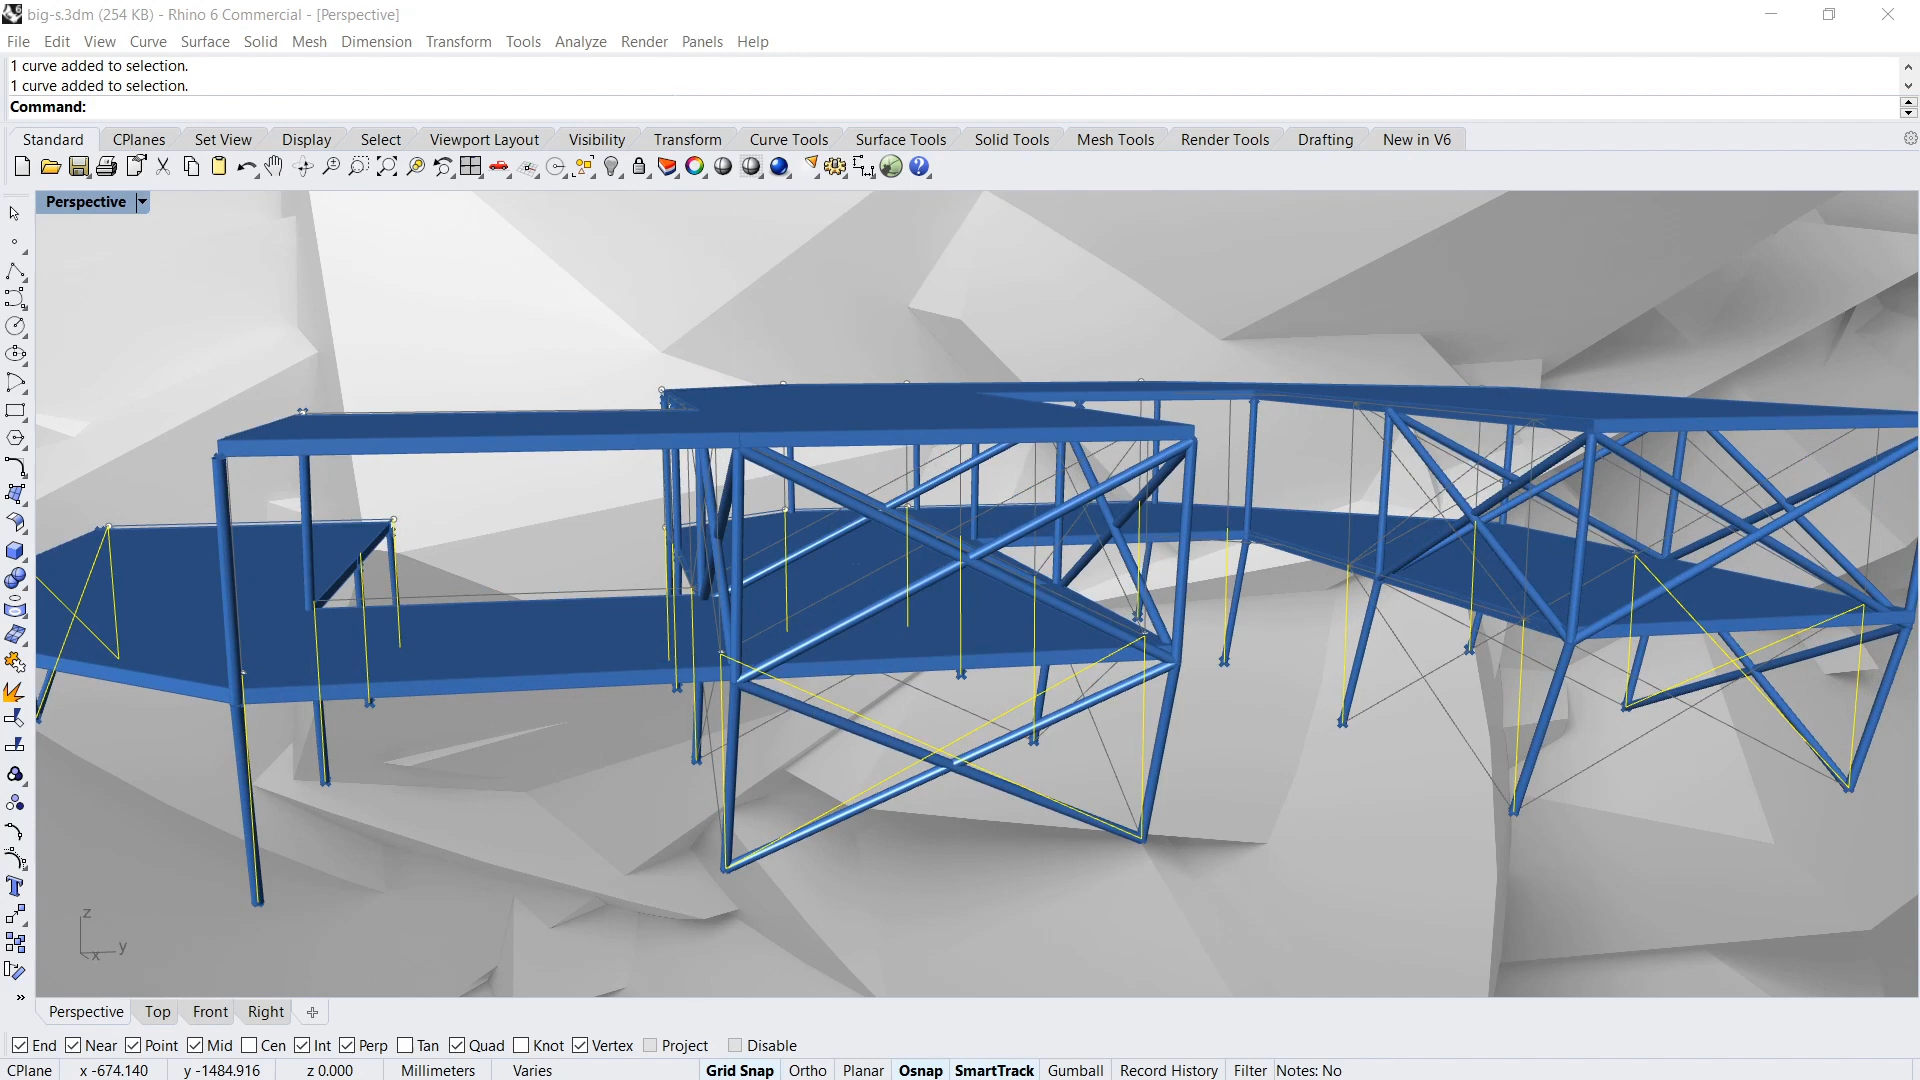 big-s.3dm (254 KB) - Rhino 6 Commercial - [Perspective]
File Edit View Curve Surface Solid Mesh Dimension Transform Tools Analyze Render Panels Help
1 curve added to selection.
1 curve added to selection.
Command:
Standard CPlanes Set View Display Select Viewport Layout Visibility Transform Curve Tools Surface Tools Solid Tools Mesh Tools Render Tools Drafting New in V6
Perspective
z
x y
Perspective Top Front Right
End Near Point Mid Cen Int Perp Tan Quad Knot Vertex Project Disable
CPlane x -674.140 y -1484.916 z 0.000 Millimeters Varies Grid Snap Ortho Planar Osnap SmartTrack Gumball Record History Filter Notes: No